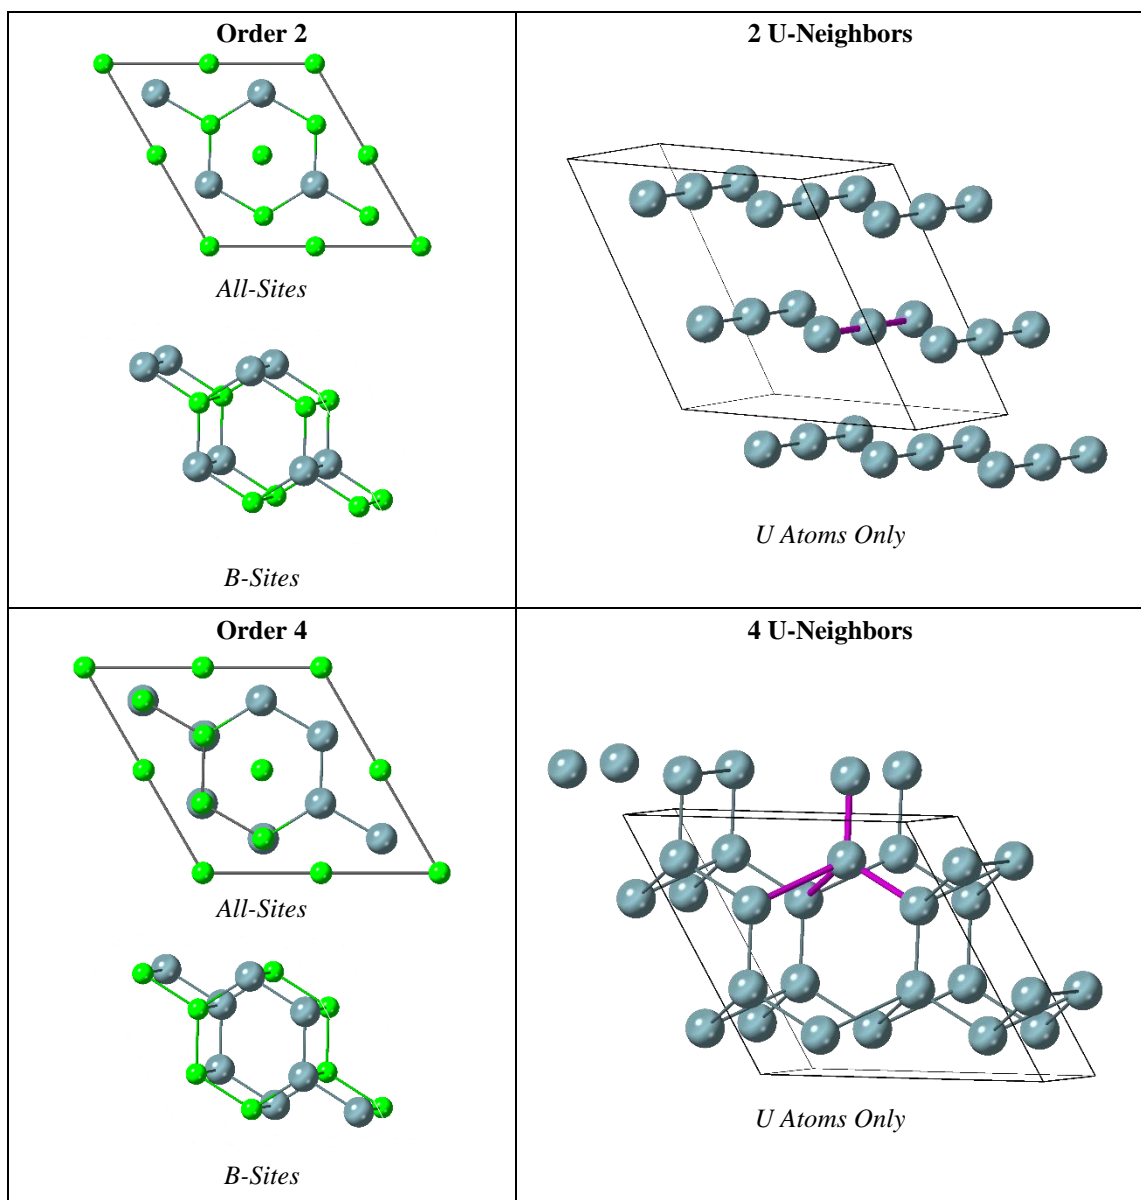 Order 2
2 U-Neighbors
All-Sites
B-Sites
U Atoms Only
Order 4
4 U-Neighbors
All-Sites
B-Sites
U Atoms Only